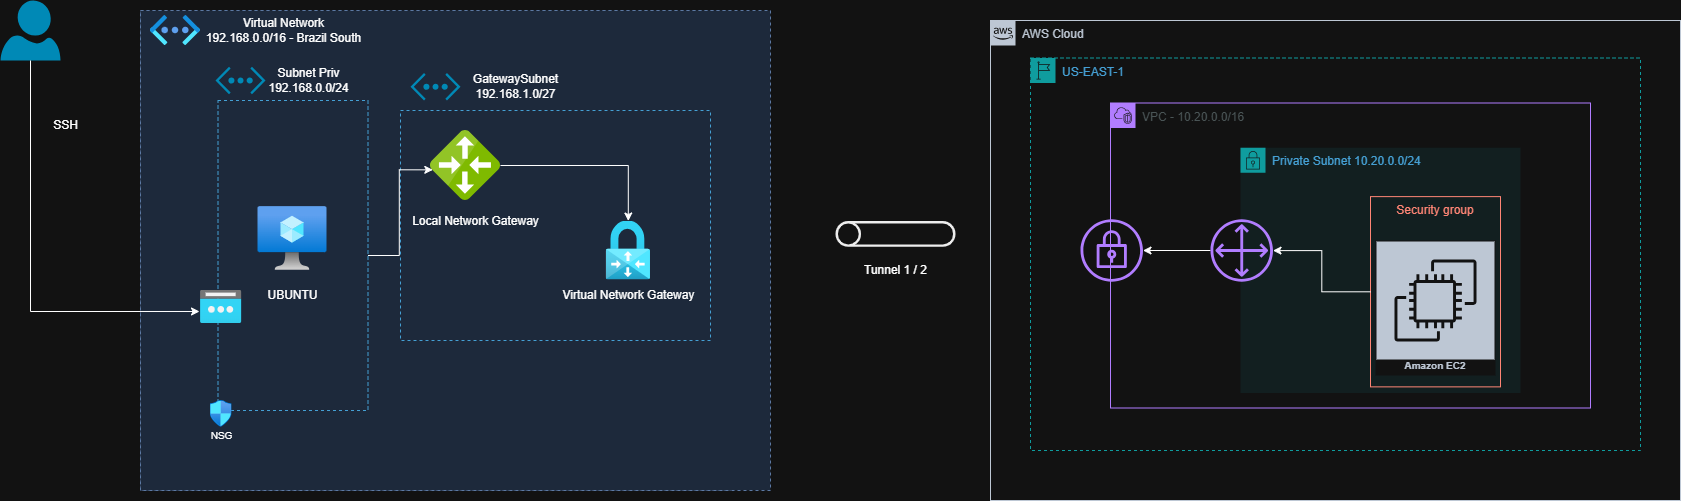 SSH
Virtual Network
192.168.0.0/16 - Brazil South
Subnet Priv
192.168.0.0/24
UBUNTU
NSG
GatewaySubnet
192.168.1.0/27
Local Network Gateway
Virtual Network Gateway
Tunnel 1 / 2
aws
AWS Cloud
US-EAST-1
VPC - 10.20.0.0/16
Private Subnet 10.20.0.0/24
Security group
Amazon EC2